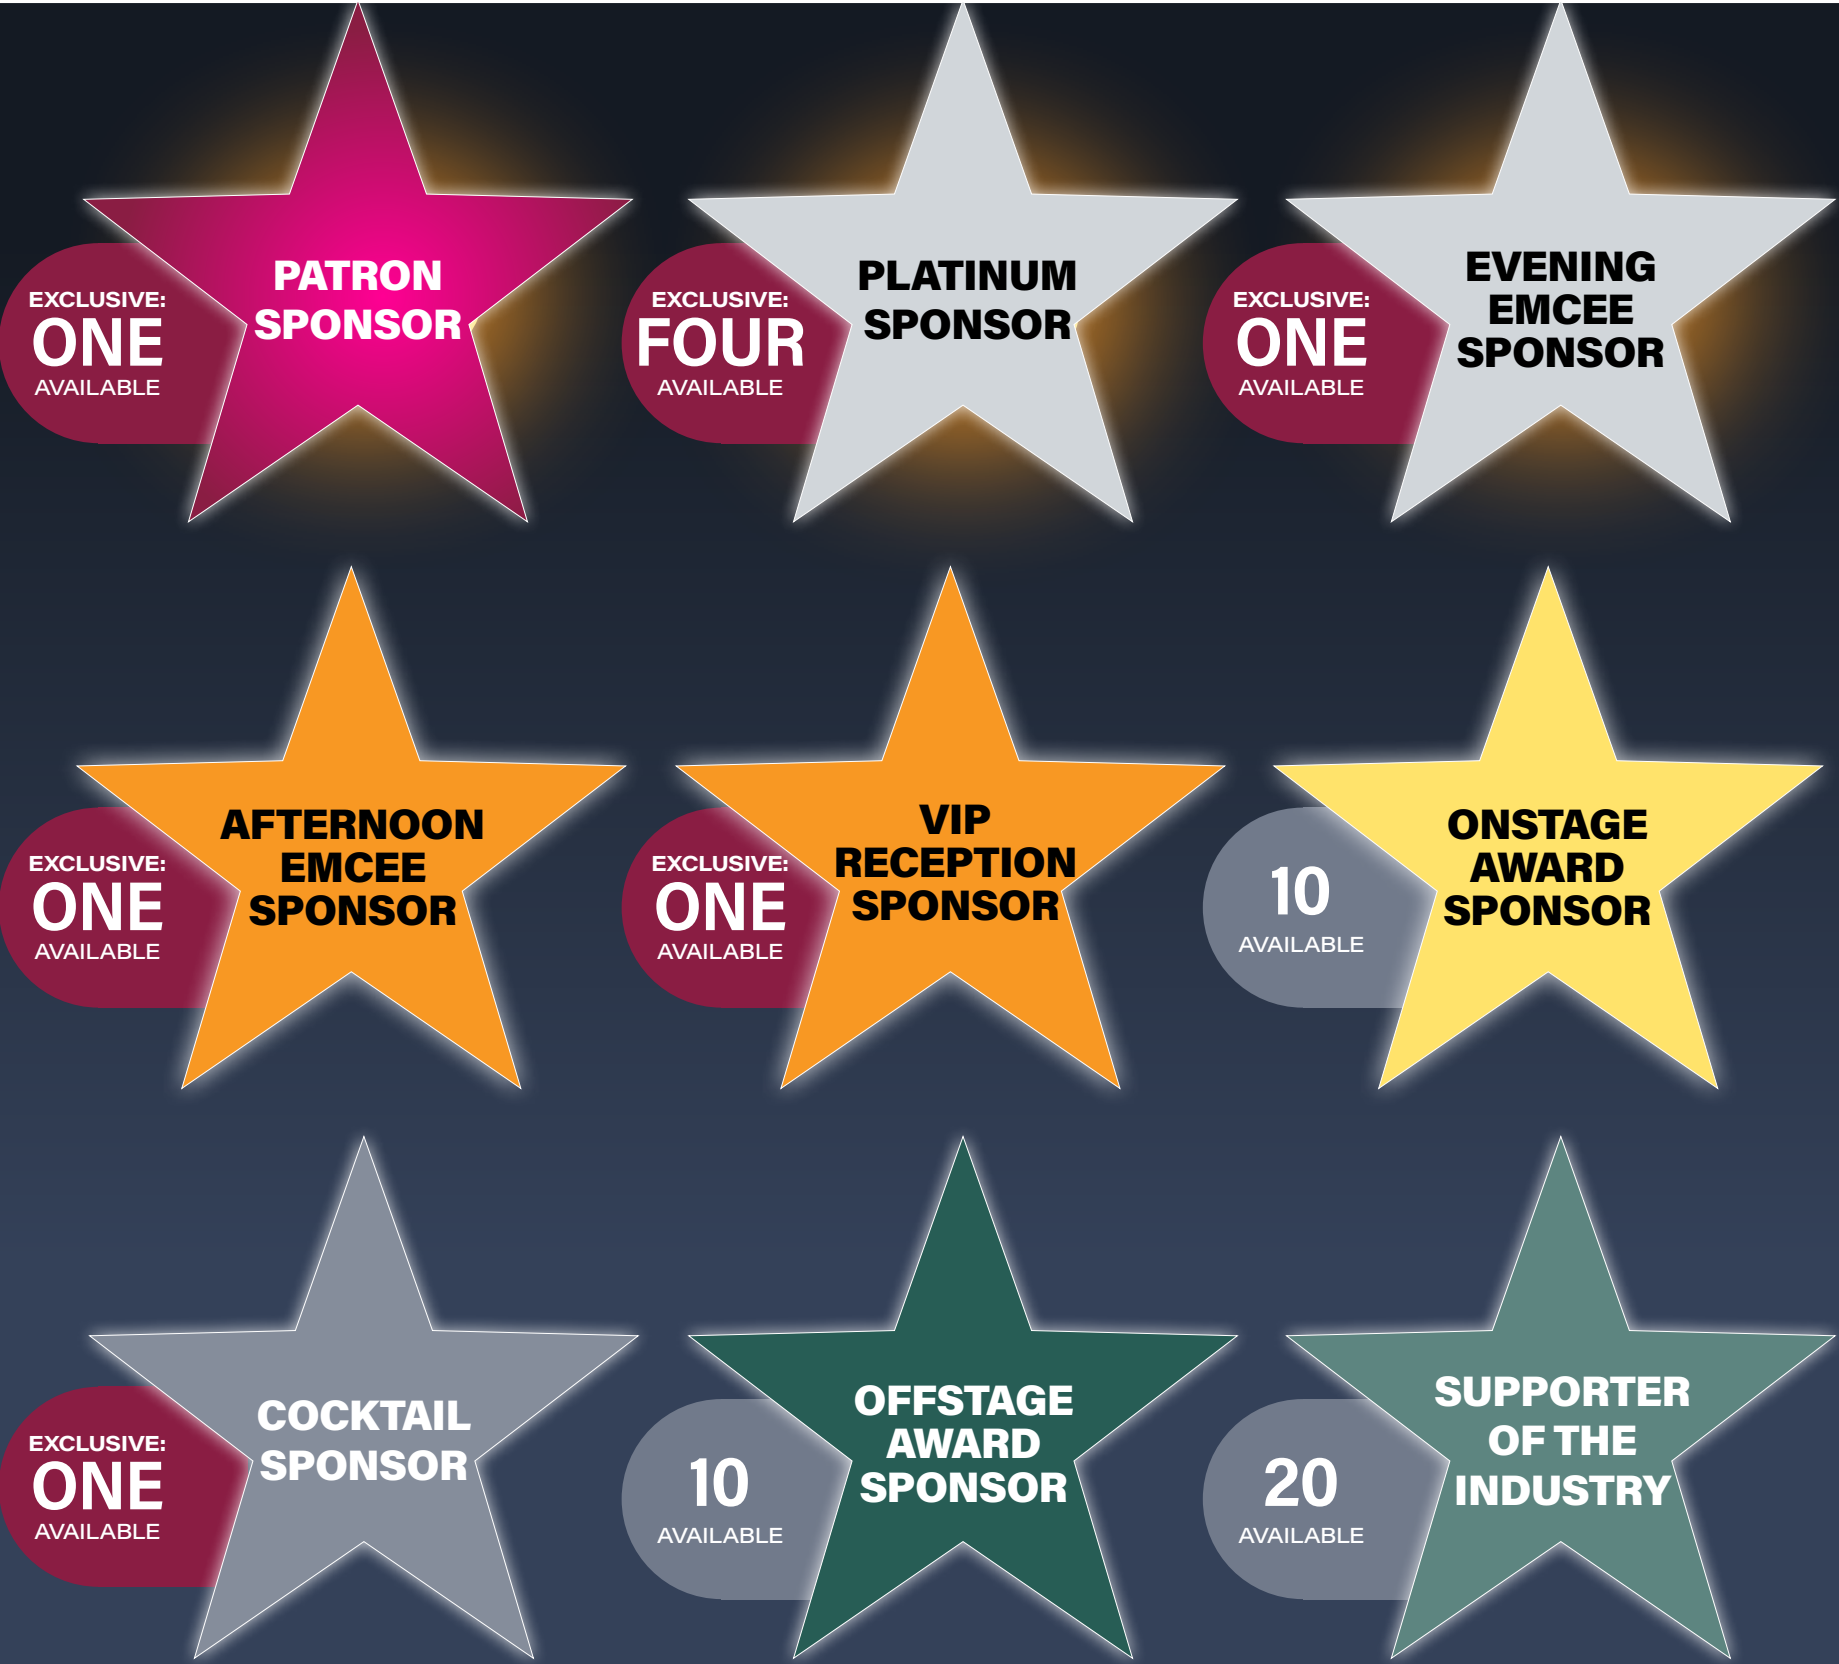 EXCLUSIVE:
ONE
AVAILABLE
PATRON
SPONSOR
EXCLUSIVE:
FOUR
AVAILABLE
PLATINUM
SPONSOR
EXCLUSIVE:
ONE
AVAILABLE
EVENING
EMCEE
SPONSOR
EXCLUSIVE:
ONE
AVAILABLE
AFTERNOON
EMCEE
SPONSOR
EXCLUSIVE:
ONE
AVAILABLE
VIP
RECEPTION
SPONSOR
10
AVAILABLE
ONSTAGE
AWARD
SPONSOR
EXCLUSIVE:
ONE
AVAILABLE
COCKTAIL
SPONSOR
10
AVAILABLE
OFFSTAGE
AWARD
SPONSOR
20
AVAILABLE
SUPPORTER
OF THE
INDUSTRY